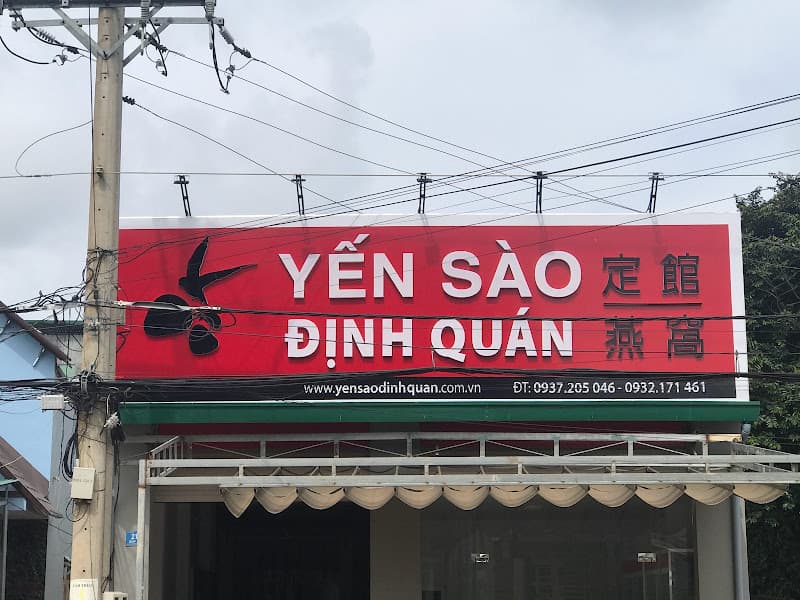 YẾN SÀO
ĐỊNH QUÁN
定館
燕窩
www.yensaodinhquan.com.vn ĐT: 0937.205 046 - 0932.171 461